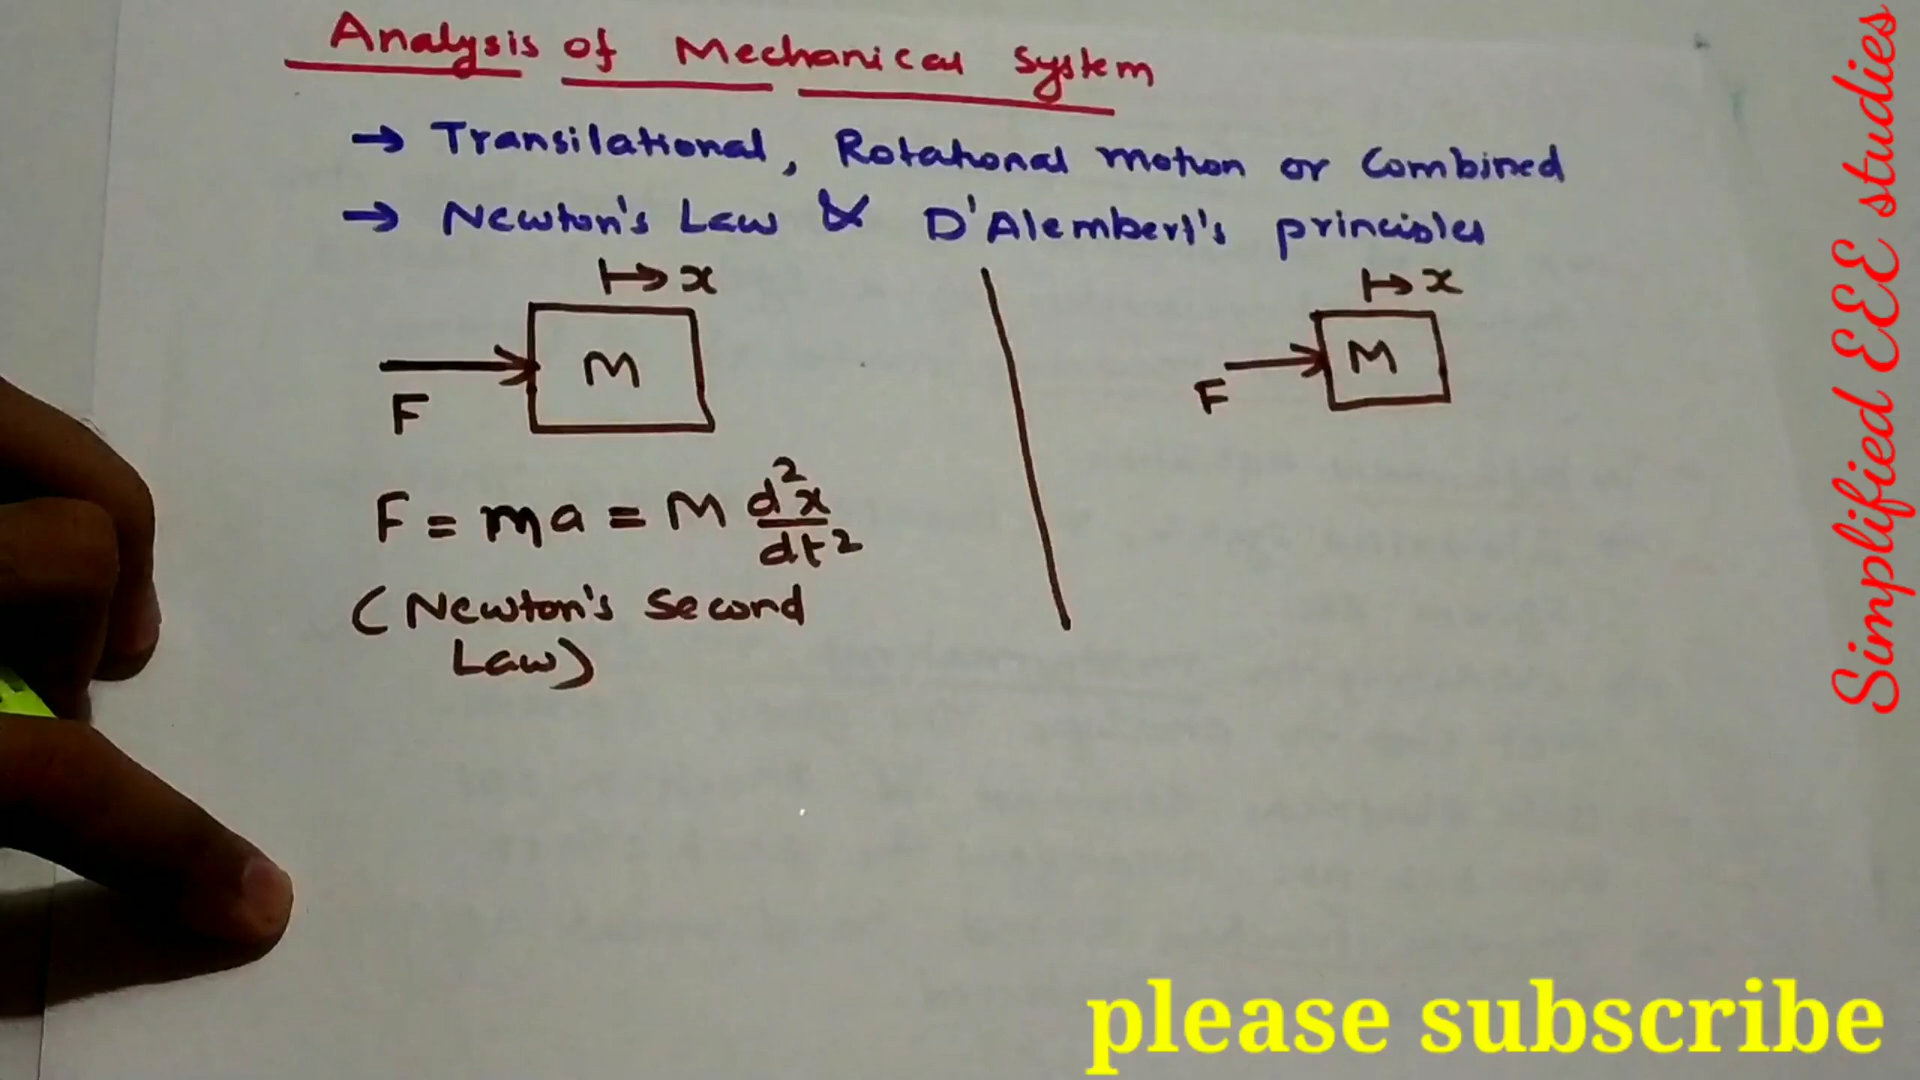 Analysis of Mechanical System
→ Transilational, Rotational motion or Combined
→ Newton's Law & D'Alembert's principles
↦ x
M
F
F = ma = M d²x/dt²
(Newton's Second
Law)
↦ x
M
F
Simplified EEE studies
please subscribe